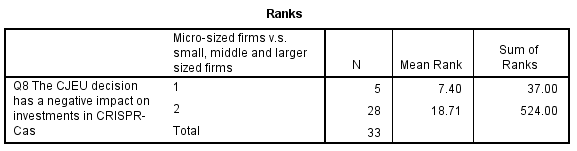 Ranks
Micro-sized firms v.s.
small, middle and larger
sized firms
N
Mean Rank
Sum of
Ranks
Q8 The CJEU decision
has a negative impact on
investments in CRISPR-
Cas
1
5
7.40
37.00
2
28
18.71
524.00
Total
33